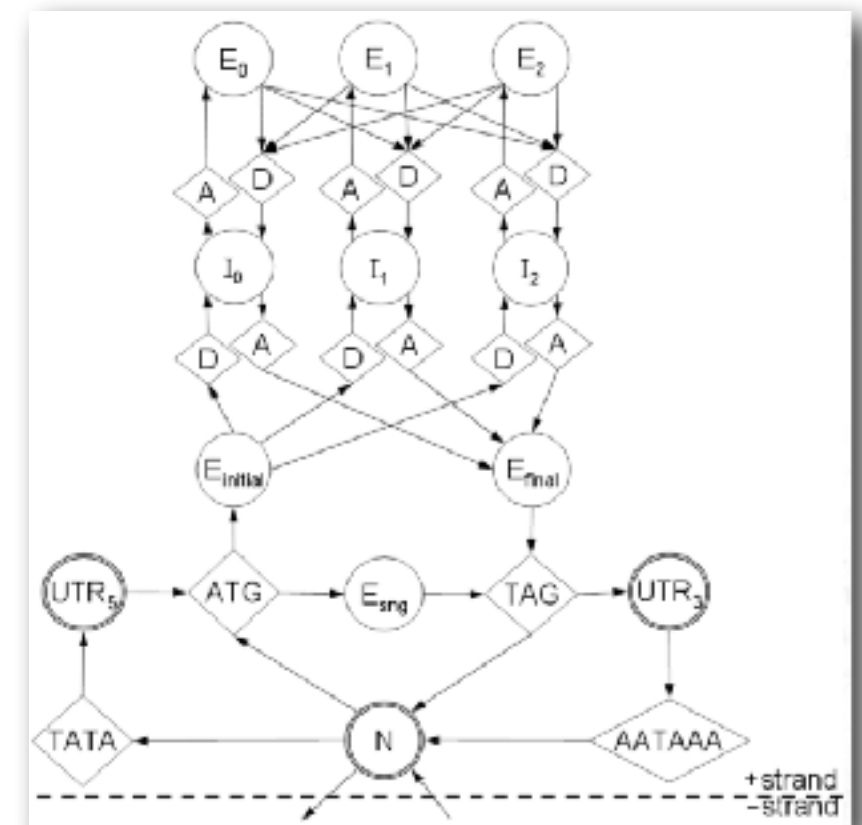 E0 E1 E2
A D A D A D
I0 I1 I2
D A D A D A
Einitial Efinal
UTR5 ATG Esng TAG UTR3
TATA N AATAAA
+strand
−strand